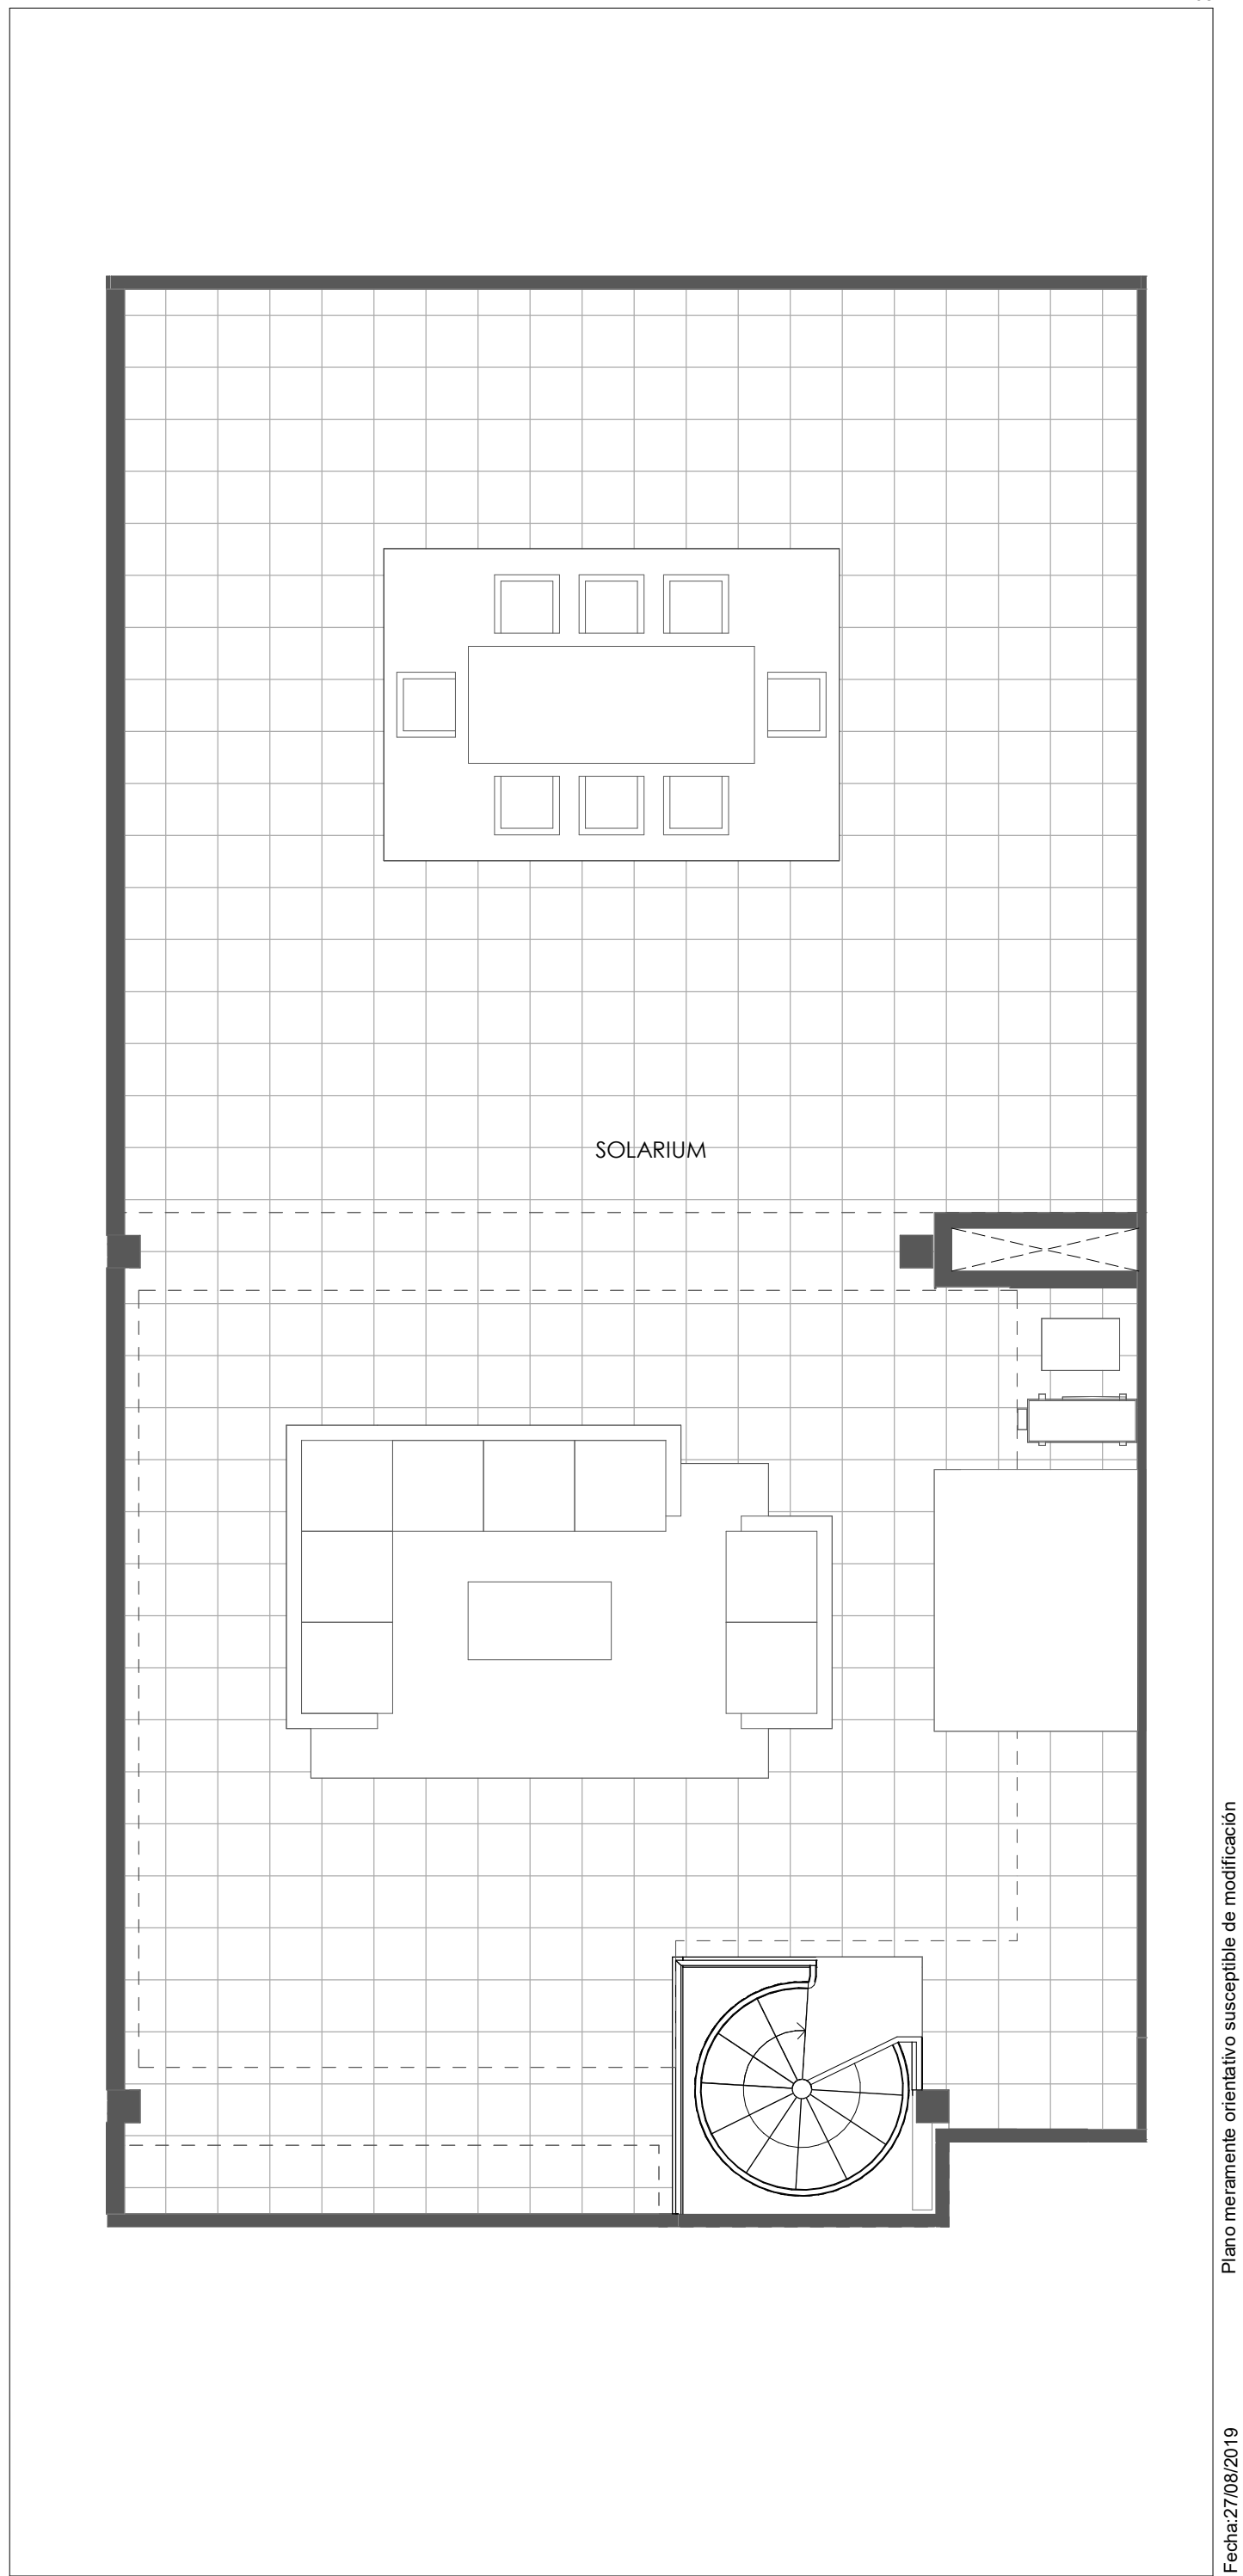 SOLARIUM
Plano meramente orientativo susceptible de modificación
Fecha:27/08/2019